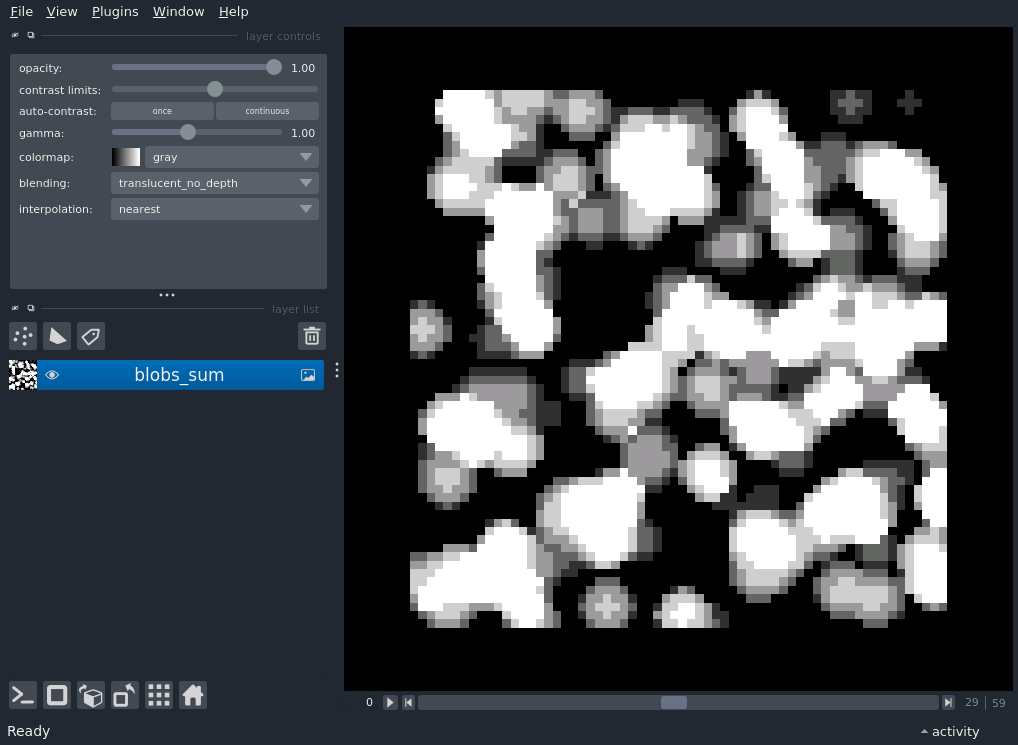 File View Plugins Window Help
layer controls
opacity: 1.00
contrast limits:
auto-contrast: once continuous
gamma: 1.00
colormap: gray
blending: translucent_no_depth
interpolation: nearest
layer list
blobs_sum
0 29 | 59
Ready activity